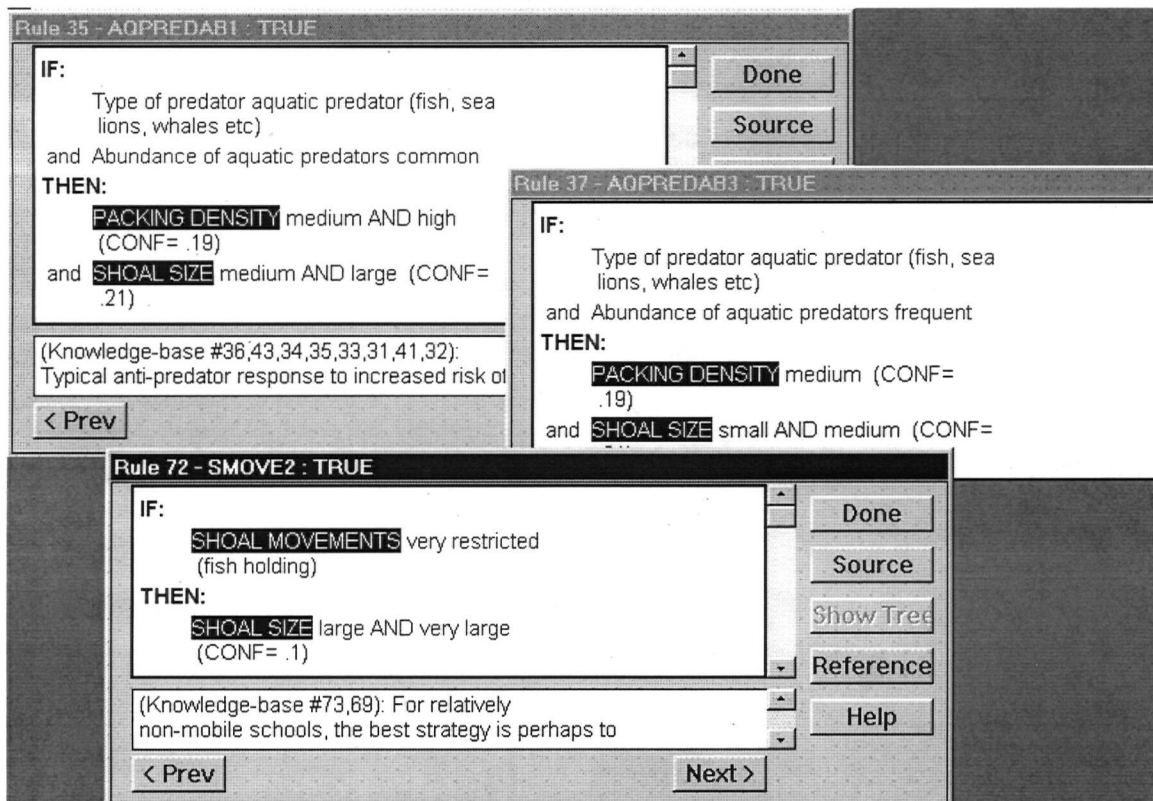 Rule 35 - AQPREDAB1 : TRUE
IF:
Type of predator aquatic predator (fish, sea
lions, whales etc)
and Abundance of aquatic predators common
THEN:
PACKING DENSITY medium AND high
(CONF= .19)
and SHOAL SIZE medium AND large (CONF=
.21)
Done
Source
(Knowledge-base #36,43,34,35,33,31,41,32):
Typical anti-predator response to increased risk of
< Prev
Rule 37 - AQPREDAB3 : TRUE
IF:
Type of predator aquatic predator (fish, sea
lions, whales etc)
and Abundance of aquatic predators frequent
THEN:
PACKING DENSITY medium (CONF=
.19)
and SHOAL SIZE small AND medium (CONF=
Rule 72 - SMOVE2 : TRUE
IF:
SHOAL MOVEMENTS very restricted
(fish holding)
THEN:
SHOAL SIZE large AND very large
(CONF= .1)
Done
Source
Show Tree
Reference
Help
(Knowledge-base #73,69): For relatively
non-mobile schools, the best strategy is perhaps to
< Prev
Next >